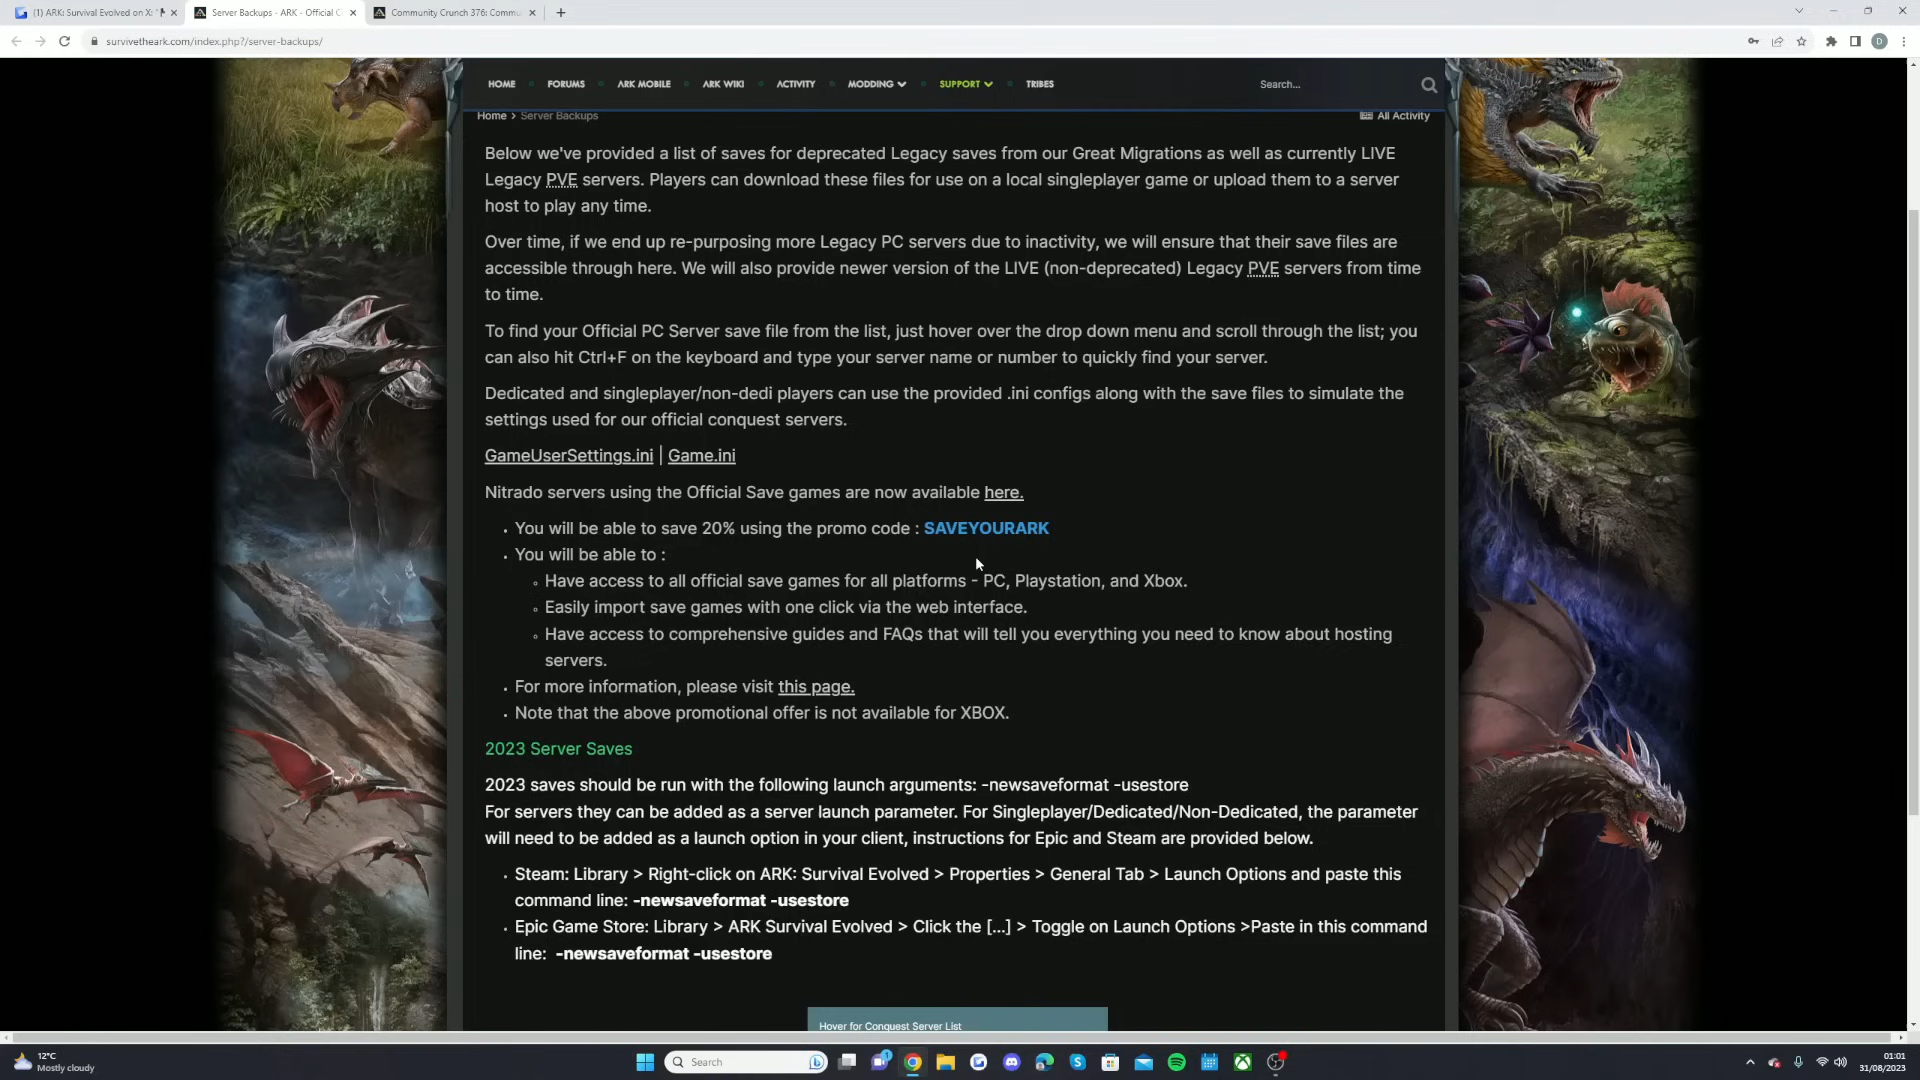 (1) ARK: Survival Evolved on X: "
Server Backups - ARK - Official C
Community Crunch 376: Commu
survivetheark.com/index.php?/server-backups/
D
HOME FORUMS ARK MOBILE ARK WIKI ACTIVITY MODDING SUPPORT TRIBES Search...
Home > Server Backups
All Activity
Below we've provided a list of saves for deprecated Legacy saves from our Great Migrations as well as currently LIVE
Legacy PVE servers. Players can download these files for use on a local singleplayer game or upload them to a server
host to play any time.
Over time, if we end up re-purposing more Legacy PC servers due to inactivity, we will ensure that their save files are
accessible through here. We will also provide newer version of the LIVE (non-deprecated) Legacy PVE servers from time
to time.
To find your Official PC Server save file from the list, just hover over the drop down menu and scroll through the list; you
can also hit Ctrl+F on the keyboard and type your server name or number to quickly find your server.
Dedicated and singleplayer/non-dedi players can use the provided .ini configs along with the save files to simulate the
settings used for our official conquest servers.
GameUserSettings.ini | Game.ini
Nitrado servers using the Official Save games are now available here.
You will be able to save 20% using the promo code : SAVEYOURARK
You will be able to :
Have access to all official save games for all platforms - PC, Playstation, and Xbox.
Easily import save games with one click via the web interface.
Have access to comprehensive guides and FAQs that will tell you everything you need to know about hosting
servers.
For more information, please visit this page.
Note that the above promotional offer is not available for XBOX.
2023 Server Saves
2023 saves should be run with the following launch arguments: -newsaveformat -usestore
For servers they can be added as a server launch parameter. For Singleplayer/Dedicated/Non-Dedicated, the parameter
will need to be added as a launch option in your client, instructions for Epic and Steam are provided below.
Steam: Library > Right-click on ARK: Survival Evolved > Properties > General Tab > Launch Options and paste this
command line: -newsaveformat -usestore
Epic Game Store: Library > ARK Survival Evolved > Click the [...] > Toggle on Launch Options >Paste in this command
line: -newsaveformat -usestore
Hover for Conquest Server List
12°C
Mostly cloudy
Search
01:01
31/08/2023